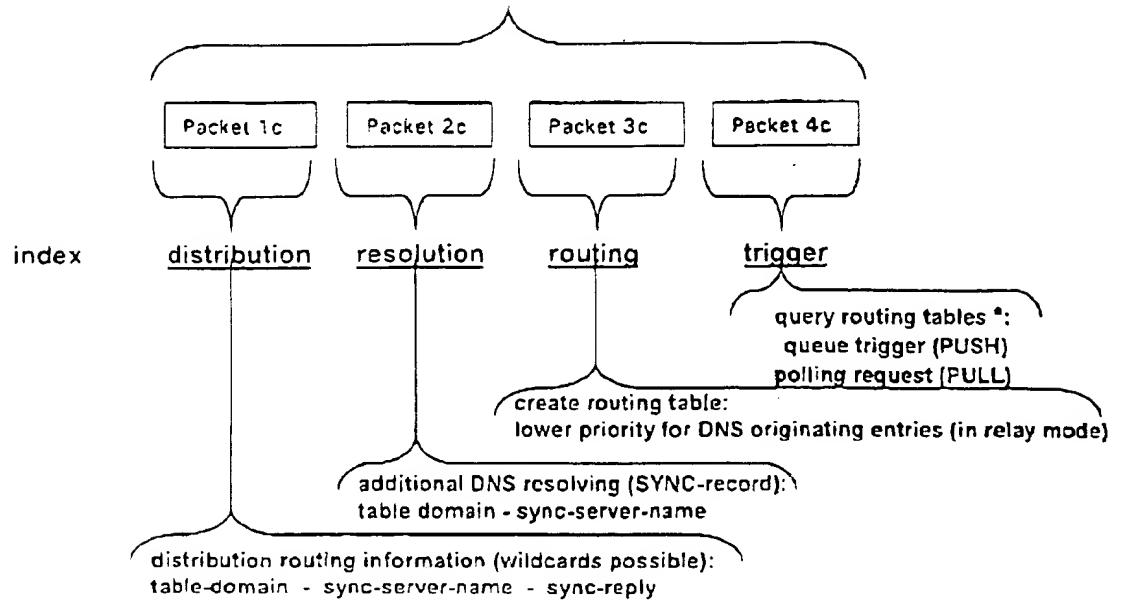 Packet 1c Packet 2c Packet 3c Packet 4c
index distribution resolution routing trigger
query routing tables *:
queue trigger (PUSH)
polling request (PULL)
create routing table:
lower priority for DNS originating entries (in relay mode)
additional DNS resolving (SYNC-record):
table domain - sync-server-name
distribution routing information (wildcards possible):
table-domain - sync-server-name - sync-reply